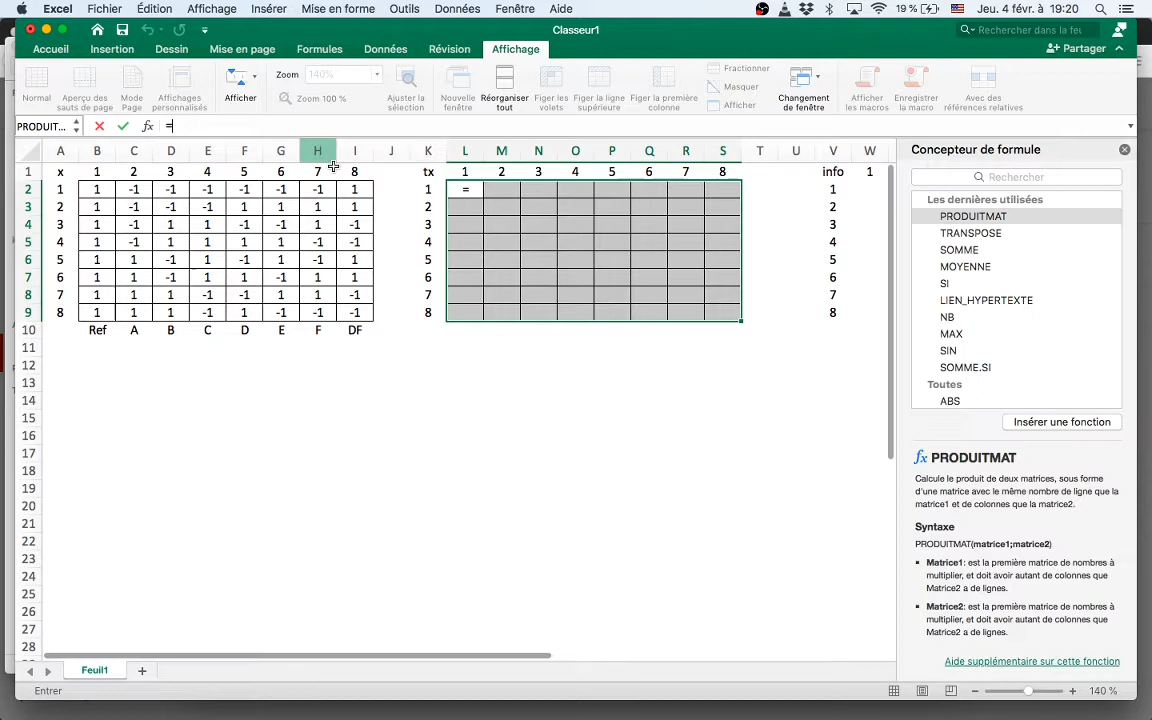 Excel Fichier Édition Affichage Insérer Mise en forme Outils Données Fenêtre Aide 19 % Jeu. 4 févr. à 19:20
Classeur1 Rechercher dans la feu
Accueil Insertion Dessin Mise en page Formules Données Révision Affichage Partager
Normal Aperçu des sauts de Page Mode Page Affichages personnalisés Afficher Zoom 140% Zoom 100 % Ajuster la sélection Nouvelle fenêtre Réorganiser tout Figer les volets Figer la ligne supérieure Figer la première colonne Fractionner Masquer Afficher Changement de fenêtre Afficher les macros Enregistrer la macro Avec des références relatives
PRODUIT... fx =
A B C D E F G H I J K L M N O P Q R S T U V W
1 x 1 2 3 4 5 6 7 8 tx 1 2 3 4 5 6 7 8 info 1
2 1 1 -1 -1 -1 -1 -1 -1 1 1 = 1
3 2 1 -1 -1 -1 1 1 1 1 2 2
4 3 1 -1 1 1 -1 -1 1 -1 3 3
5 4 1 -1 1 1 1 1 -1 -1 4 4
6 5 1 1 -1 1 -1 1 -1 -1 5 5
7 6 1 1 -1 1 1 -1 1 1 6 6
8 7 1 1 1 -1 -1 1 1 -1 7 7
9 8 1 1 1 -1 1 -1 -1 -1 8 8
10 Ref A B C D E F DF
11
12
13
14
15
16
17
18
19
20
21
22
23
24
25
26
27
28
Concepteur de formule
Rechercher
Les dernières utilisées
PRODUITMAT
TRANSPOSE
SOMME
MOYENNE
SI
LIEN_HYPERTEXTE
NB
MAX
SIN
SOMME.SI
Toutes
ABS
Insérer une fonction
fx PRODUITMAT
Calcule le produit de deux matrices, sous forme
d'une matrice avec le même nombre de ligne que la
matrice1 et de colonnes que la matrice2.
Syntaxe
PRODUITMAT(matrice1;matrice2)
Matrice1: est la première matrice de nombres à
multiplier, et doit avoir autant de colonnes que
Matrice2 a de lignes.
Matrice2: est la première matrice de nombres à
multiplier, et doit avoir autant de colonnes que
Matrice2 a de lignes.
Aide supplémentaire sur cette fonction
Feuil1 +
Entrer 140 %